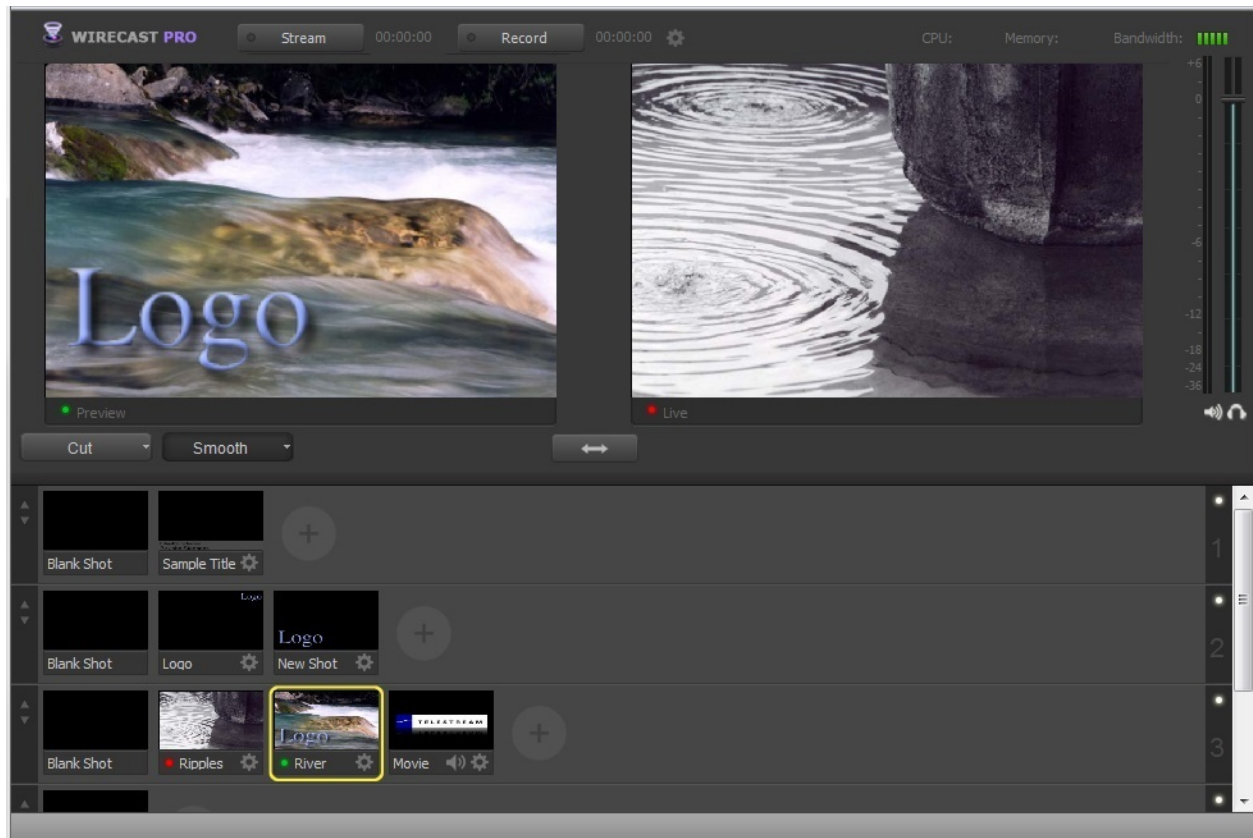 WIRECAST PRO Stream 00:00:00 Record 00:00:00 CPU: Memory: Bandwidth:
+6
0
-6
-12
-18
-24
-36
Logo
Preview
Live
Cut Smooth
Blank Shot Sample Title
1
Logo
Logo
Blank Shot Logo New Shot
2
TELESTREAM
Logo
Blank Shot Ripples River Movie
3